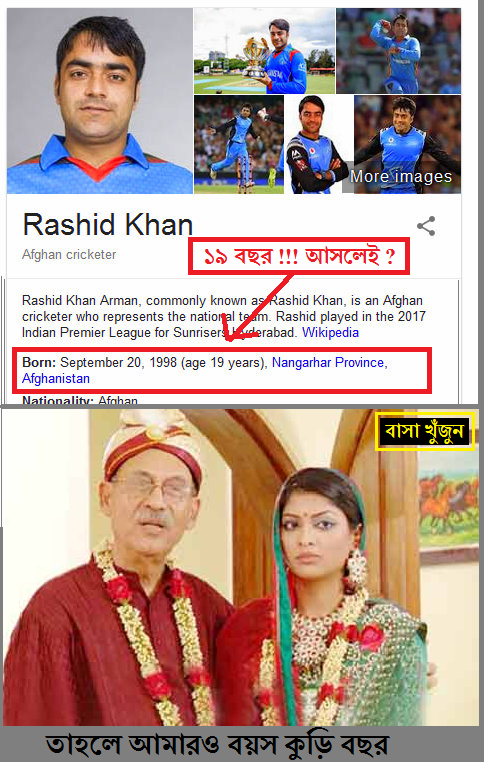 More images
Rashid Khan
Afghan cricketer
১৯ বছর !!! আসলেই ?
Rashid Khan Arman, commonly known as Rashid Khan, is an Afghan
cricketer who represents the national team. Rashid played in the 2017
Indian Premier League for Sunrisers Hyderabad. Wikipedia
Born: September 20, 1998 (age 19 years), Nangarhar Province,
Afghanistan
Nationality: Afghan
বাসা খুঁজুন
তাহলে আমারও বয়স কুড়ি বছর